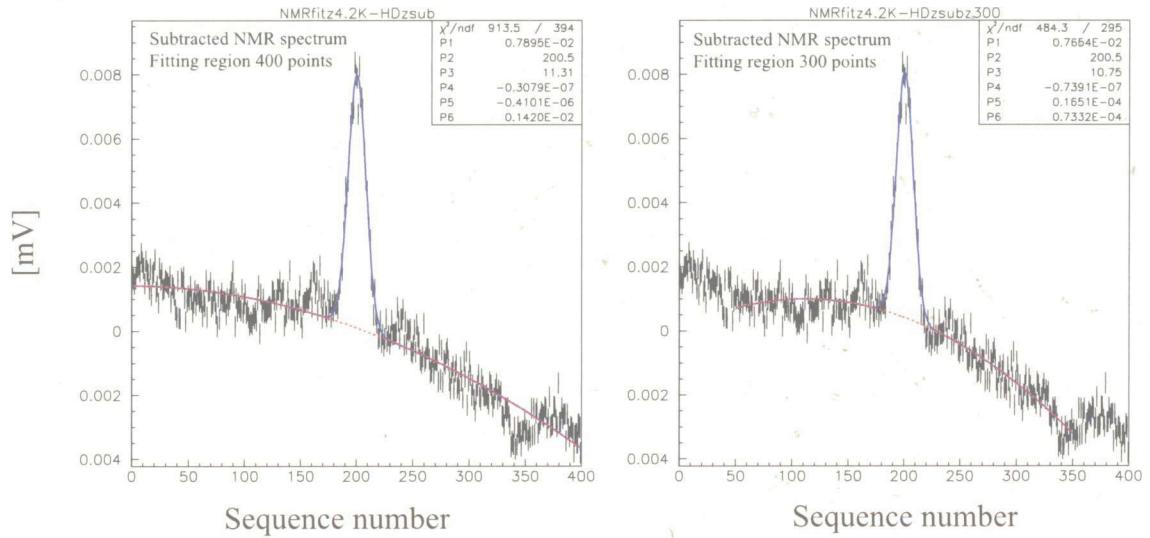 NMRfitz4.2K-HDzsub
χ²/ndf 913.5 / 394
P1 0.7895E-02
P2 200.5
P3 11.31
P4 -0.3079E-07
P5 -0.4101E-06
P6 0.1420E-02
Subtracted NMR spectrum
Fitting region 400 points
0.008
0.006
0.004
0.002
0
0.002
0.004
0 50 100 150 200 250 300 350 400
[mV]
Sequence number
NMRfitz4.2K-HDzsubz300
χ²/ndf 484.3 / 295
P1 0.7654E-02
P2 200.5
P3 10.75
P4 -0.7391E-07
P5 0.1651E-04
P6 0.7332E-04
Subtracted NMR spectrum
Fitting region 300 points
0.008
0.006
0.004
0.002
0
0.002
0.004
0 50 100 150 200 250 300 350 400
Sequence number